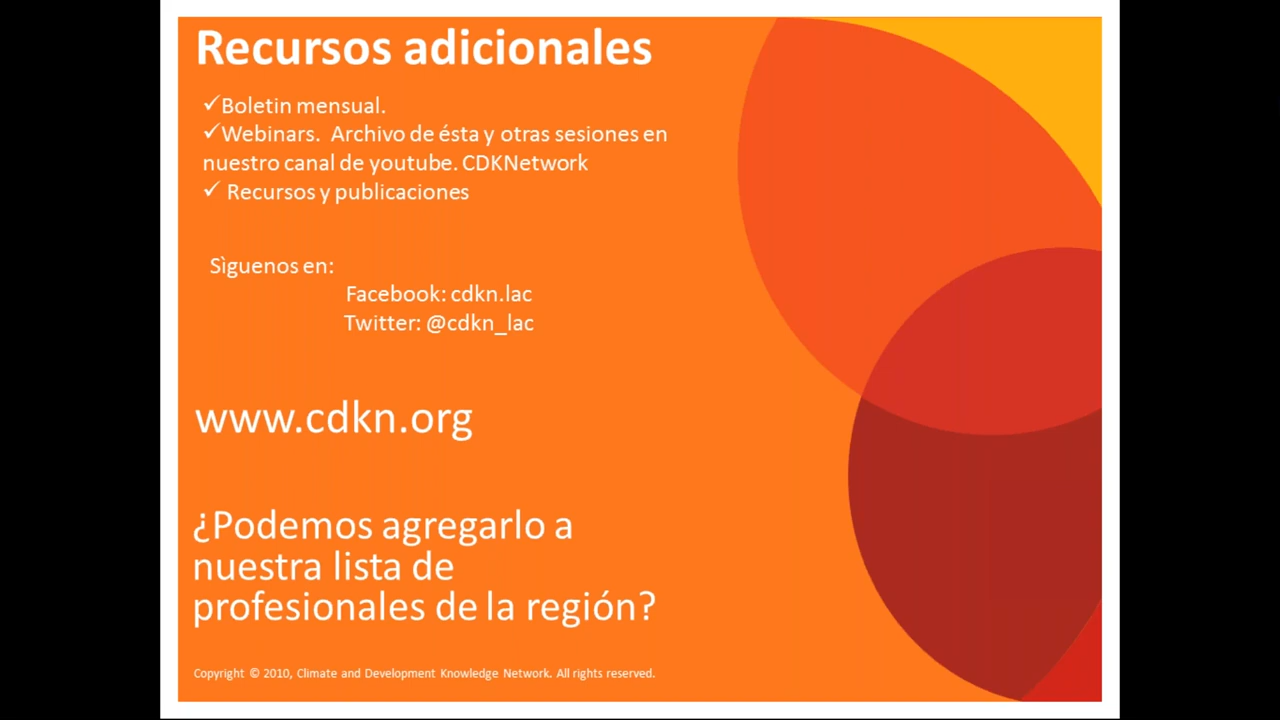 Recursos adicionales
✓Boletin mensual.
✓Webinars. Archivo de ésta y otras sesiones en
nuestro canal de youtube. CDKNetwork
✓ Recursos y publicaciones
Sìguenos en:
Facebook: cdkn.lac
Twitter: @cdkn_lac
www.cdkn.org
¿Podemos agregarlo a
nuestra lista de
profesionales de la región?
Copyright © 2010, Climate and Development Knowledge Network. All rights reserved.